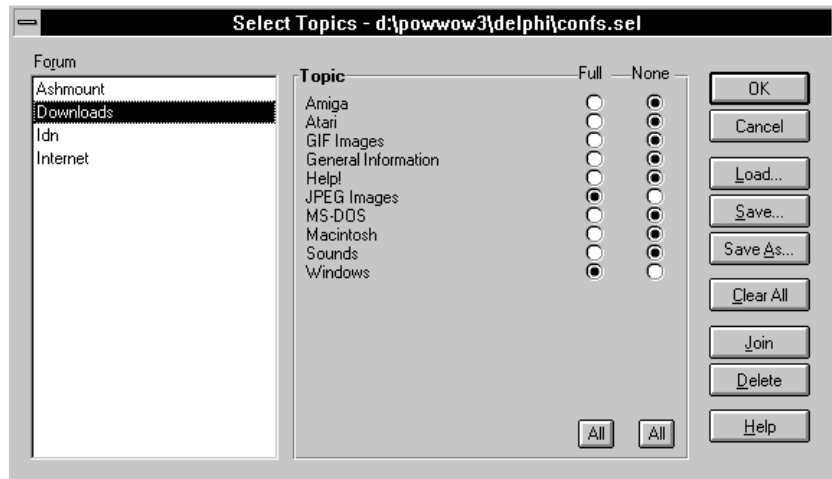 Select Topics - d:\powwow3\delphi\confs.sel
Forum
Ashmount
Downloads
Idn
Internet
Topic Full None
Amiga
Atari
GIF Images
General Information
Help!
JPEG Images
MS-DOS
Macintosh
Sounds
Windows
All All
OK
Cancel
Load...
Save...
Save As...
Clear All
Join
Delete
Help